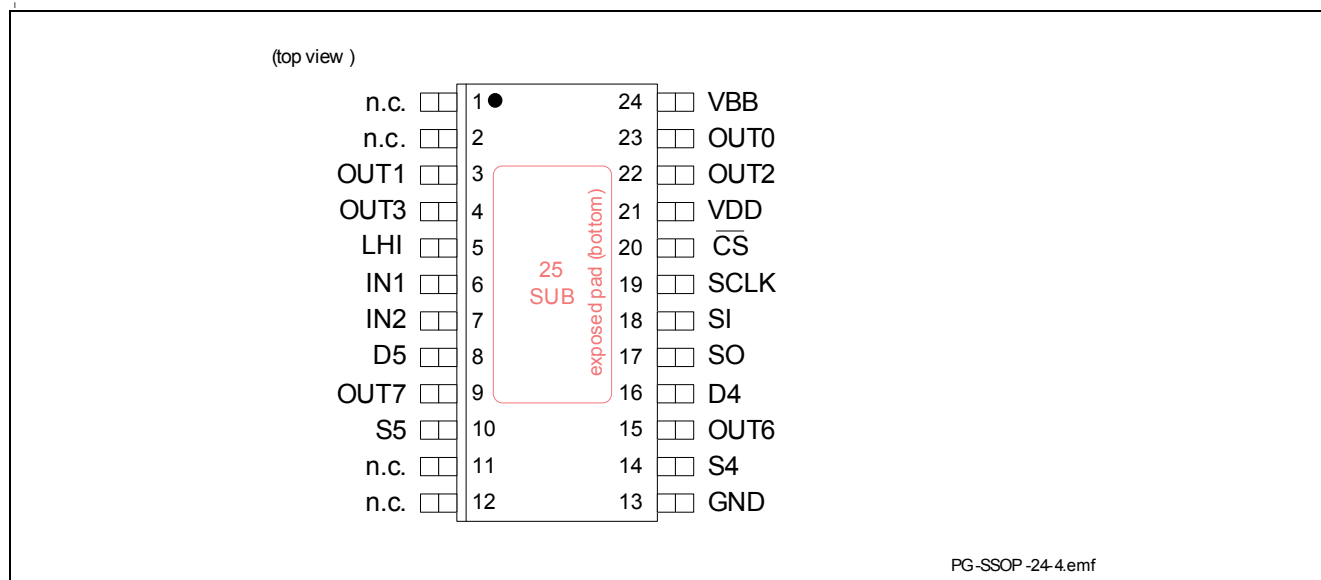 (top view )
n.c. 1 24 VBB
n.c. 2 23 OUT0
OUT1 3 22 OUT2
OUT3 4 21 VDD
LHI 5 20 C̅S̅
IN1 6 19 SCLK
IN2 7 18 SI
D5 8 17 SO
OUT7 9 16 D4
S5 10 15 OUT6
n.c. 11 14 S4
n.c. 12 13 GND
25
SUB
exposed pad (bottom)
PG-SSOP -24-4.emf